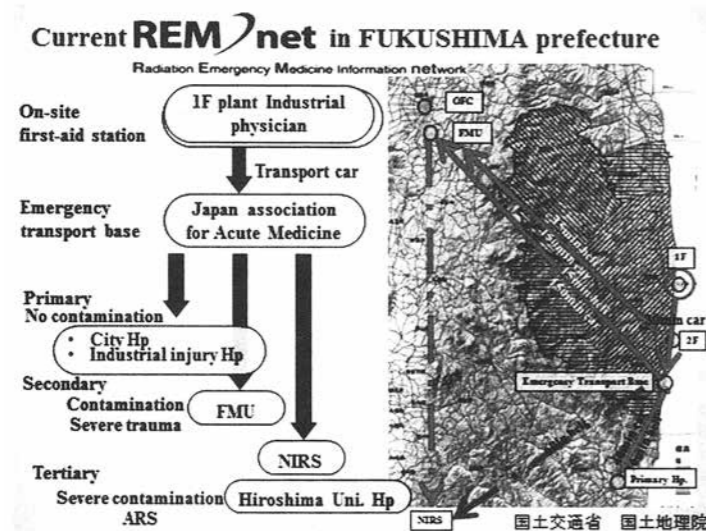 Current REM net in FUKUSHIMA prefecture
Radiation Emergency Medicine Information network
On-site
first-aid station
1F plant Industrial
physician
Transport car
Emergency
transport base
Japan association
for Acute Medicine
Primary
No contamination
• City Hp
• Industrial injury Hp
Secondary
Contamination
Severe trauma
FMU
NIRS
Tertiary
Severe contamination
ARS
Hiroshima Uni. Hp
OFC
FMU
1F
car
2F
Emergency Transport Base
Primary Hp.
NIRS
国土交通省 国土地理院